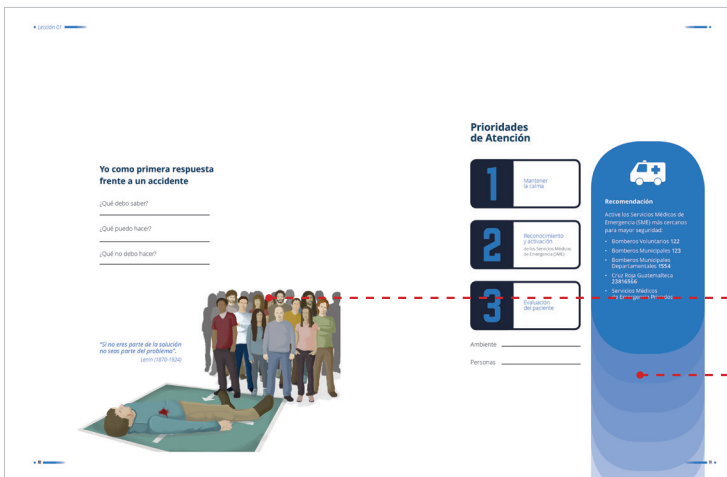 Lección 01
Yo como primera respuesta
frente a un accidente
¿Qué debo saber?
¿Qué puedo hacer?
¿Qué no debo hacer?
"Si no eres parte de la solución
no seas parte del problema".
Lenin (1870-1924)
Prioridades
de Atención
1
Mantener
la calma
2
Reconocimiento
y activación
de los Servicios Médicos
de Emergencia (SME)
3
Evaluación
del paciente
Ambiente
Personas
Recomendación
Active los Servicios Médicos de
Emergencia (SME) más cercanos
para mayor seguridad:
• Bomberos Voluntarios 122
• Bomberos Municipales 123
• Bomberos Municipales
Departamentales 1554
• Cruz Roja Guatemalteca
23816566
• Servicios Médicos
de Emergencia Privados